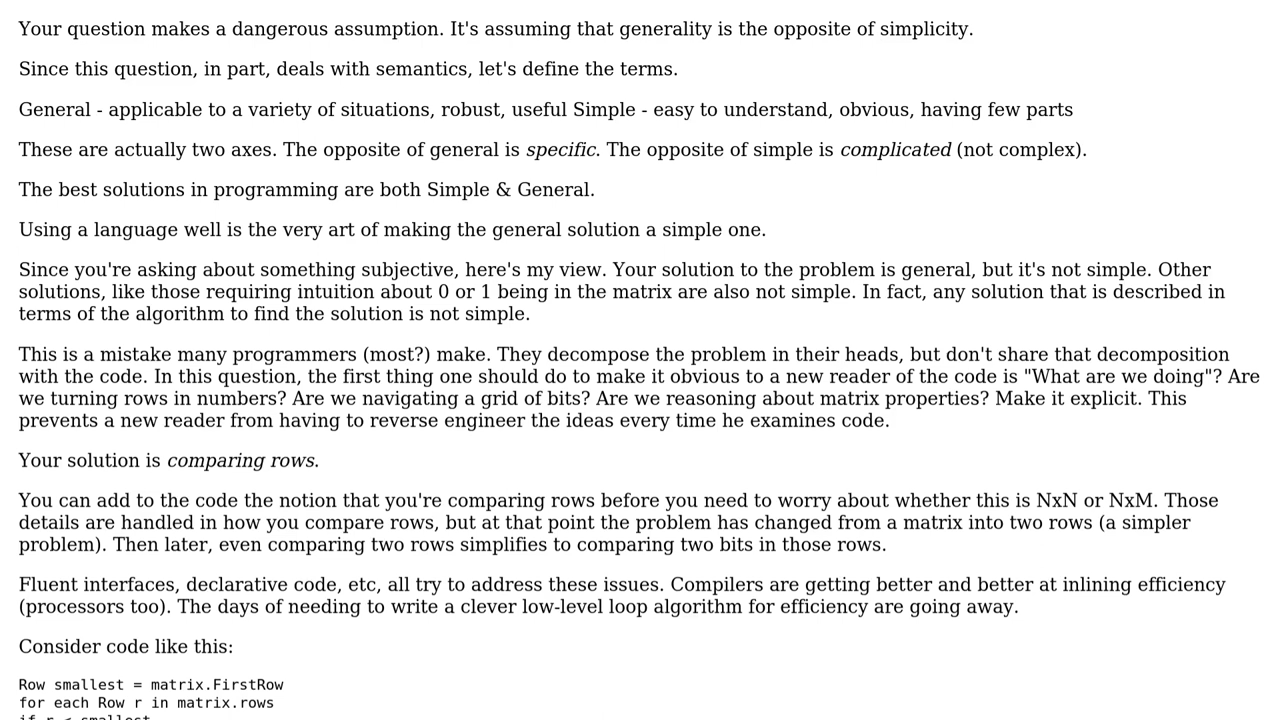 Your question makes a dangerous assumption. It's assuming that generality is the opposite of simplicity.
Since this question, in part, deals with semantics, let's define the terms.
General - applicable to a variety of situations, robust, useful Simple - easy to understand, obvious, having few parts
These are actually two axes. The opposite of general is specific. The opposite of simple is complicated (not complex).
The best solutions in programming are both Simple & General.
Using a language well is the very art of making the general solution a simple one.
Since you're asking about something subjective, here's my view. Your solution to the problem is general, but it's not simple. Other
solutions, like those requiring intuition about 0 or 1 being in the matrix are also not simple. In fact, any solution that is described in
terms of the algorithm to find the solution is not simple.
This is a mistake many programmers (most?) make. They decompose the problem in their heads, but don't share that decomposition
with the code. In this question, the first thing one should do to make it obvious to a new reader of the code is "What are we doing"? Are
we turning rows in numbers? Are we navigating a grid of bits? Are we reasoning about matrix properties? Make it explicit. This
prevents a new reader from having to reverse engineer the ideas every time he examines code.
Your solution is comparing rows.
You can add to the code the notion that you're comparing rows before you need to worry about whether this is NxN or NxM. Those
details are handled in how you compare rows, but at that point the problem has changed from a matrix into two rows (a simpler
problem). Then later, even comparing two rows simplifies to comparing two bits in those rows.
Fluent interfaces, declarative code, etc, all try to address these issues. Compilers are getting better and better at inlining efficiency
(processors too). The days of needing to write a clever low-level loop algorithm for efficiency are going away.
Consider code like this:
Row smallest = matrix.FirstRow
for each Row r in matrix.rows
if r < smallest